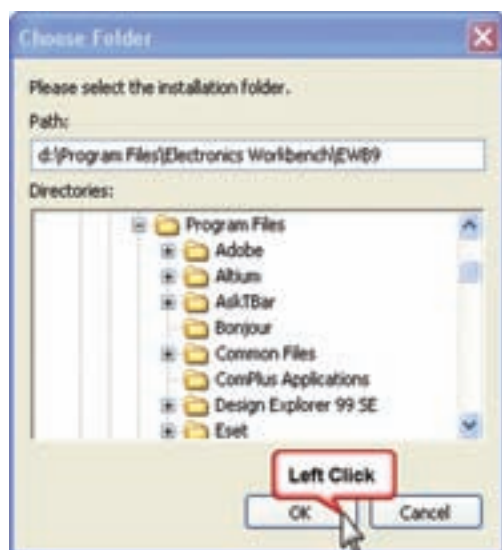 Choose Folder
Please select the installation folder.
Path:
d:\Program Files\Electronics Workbench\EWB9
Directories:
Program Files
Adobe
Altium
AskTBar
Bonjour
Common Files
ComPlus Applications
Design Explorer 99 SE
Eset
Left Click
OK
Cancel